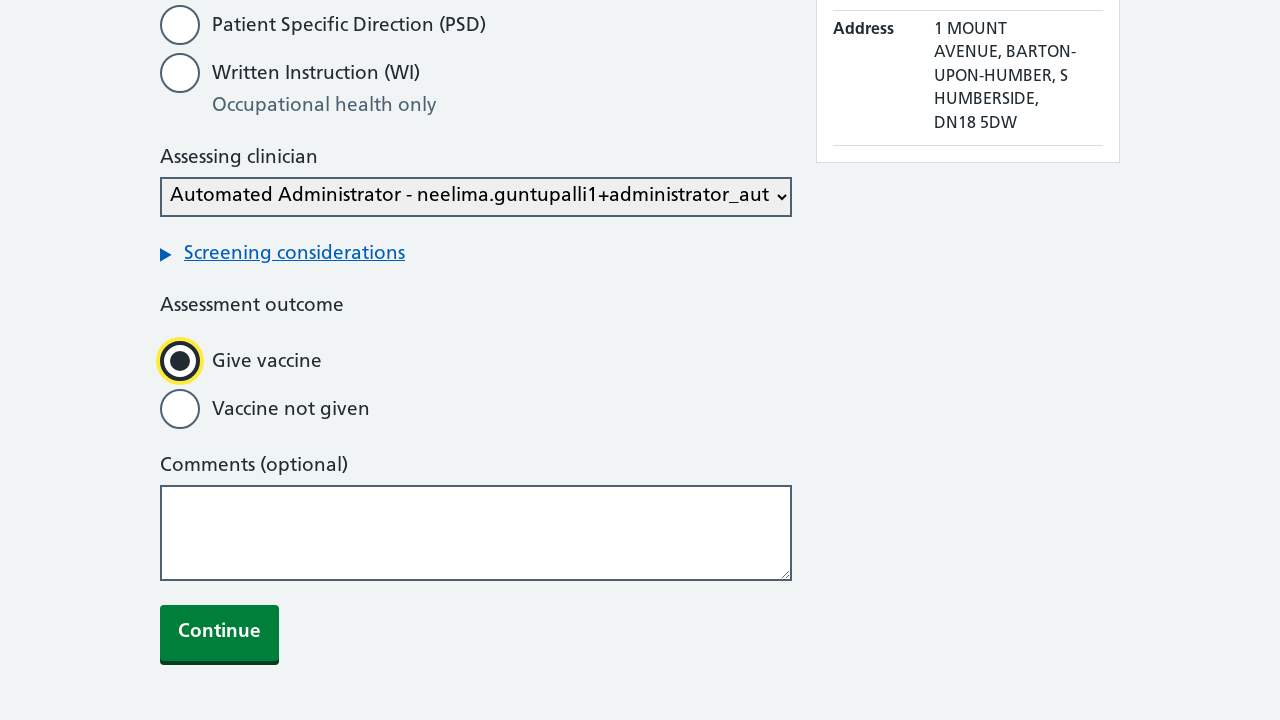 Patient Specific Direction (PSD)
Written Instruction (WI)
Occupational health only
Assessing clinician
Automated Administrator - neelima.guntupalli1+administrator_aut
Screening considerations
Assessment outcome
Give vaccine
Vaccine not given
Comments (optional)
Continue
Address
1 MOUNT
AVENUE, BARTON-
UPON-HUMBER, S
HUMBERSIDE,
DN18 5DW